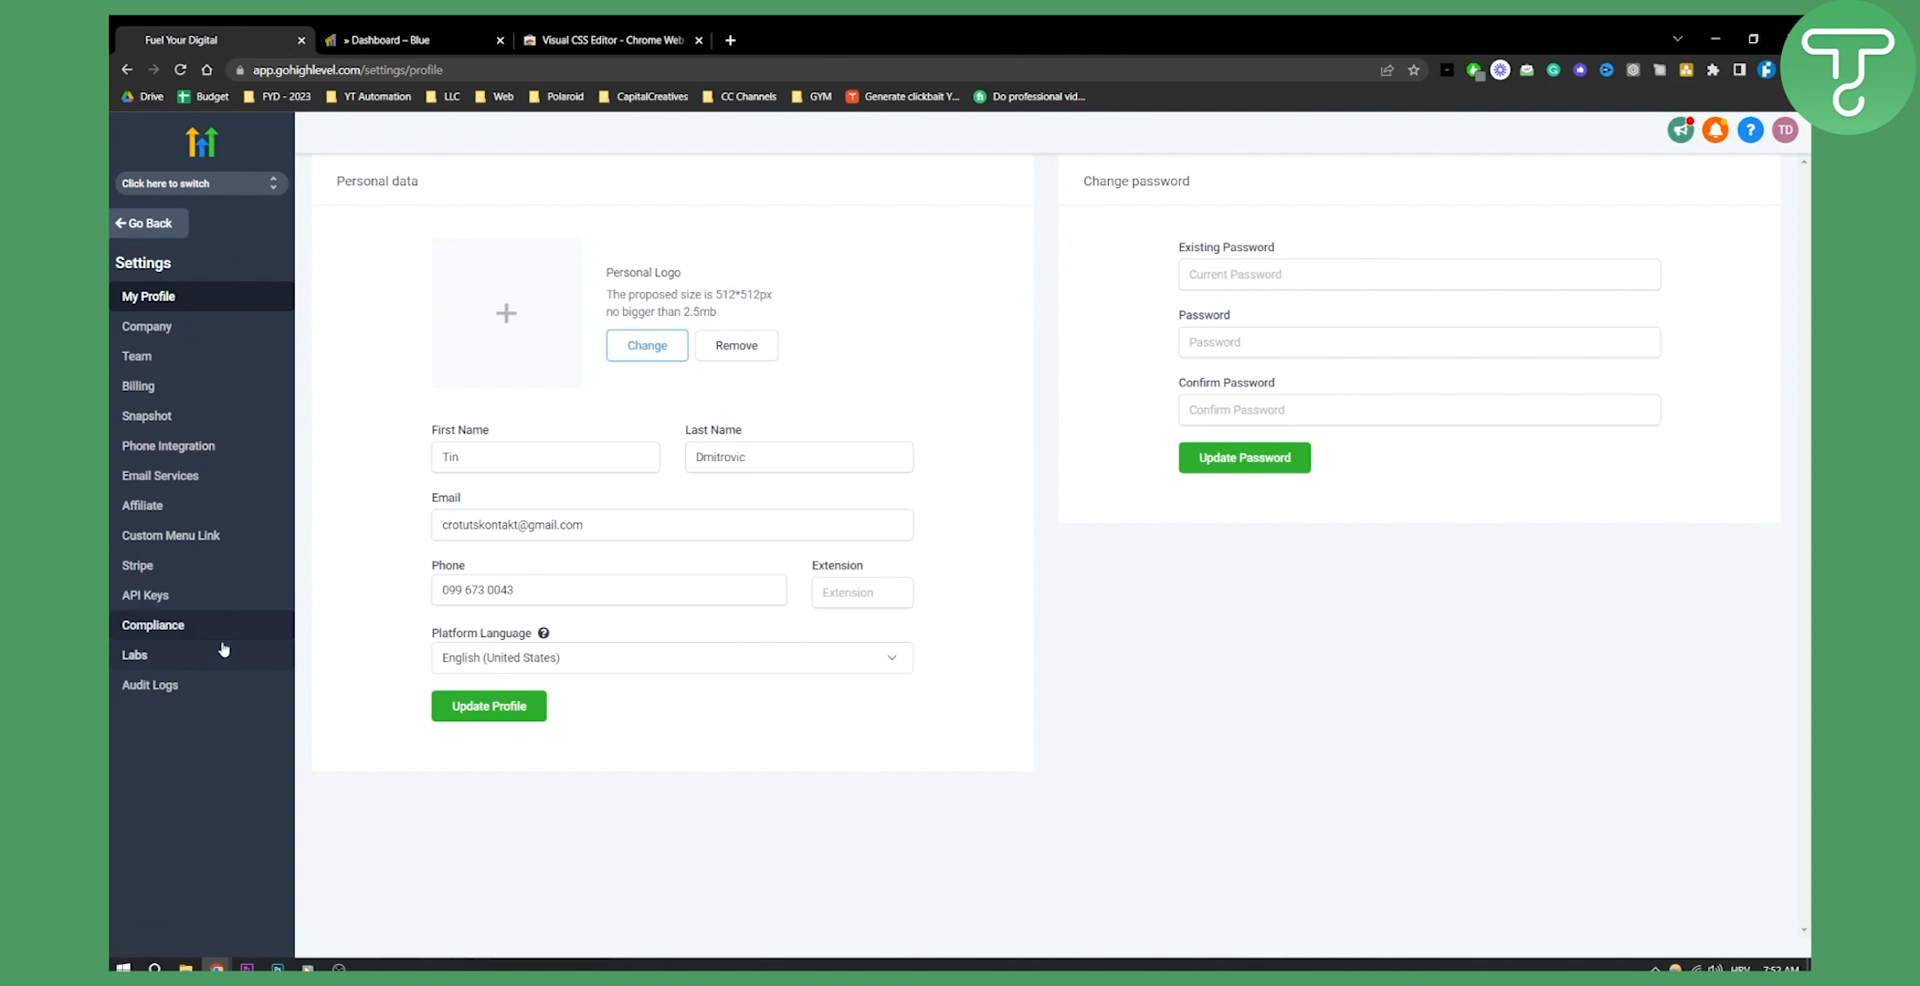 Fuel Your Digital
» Dashboard – Blue
Visual CSS Editor - Chrome Web
app.gohighlevel.com/settings/profile
Drive
Budget
FYD - 2023
YT Automation
LLC
Web
Polaroid
CapitalCreatives
CC Channels
GYM
Generate clickbait Y...
Do professional vid...
Click here to switch
Go Back
Settings
My Profile
Company
Team
Billing
Snapshot
Phone Integration
Email Services
Affiliate
Custom Menu Link
Stripe
API Keys
Compliance
Labs
Audit Logs
TD
Personal data
Personal Logo
The proposed size is 512*512px
no bigger than 2.5mb
Change
Remove
First Name
Last Name
Tin
Dmitrovic
Email
crotutskontakt@gmail.com
Phone
Extension
099 673 0043
Extension
Platform Language
English (United States)
Update Profile
Change password
Existing Password
Current Password
Password
Password
Confirm Password
Confirm Password
Update Password
HRV
7:52 AM